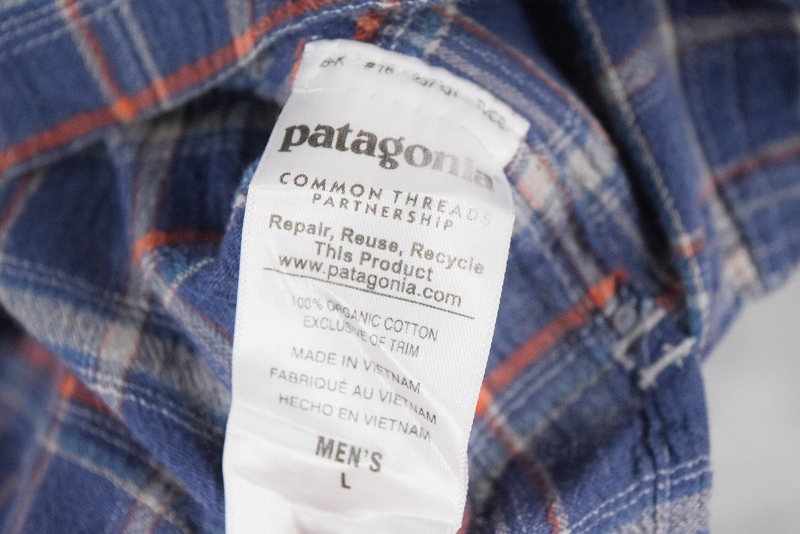 #16
patagonia
COMMON THREADS
PARTNERSHIP
Repair, Reuse, Recycle
This Product
www.patagonia.com
100% ORGANIC COTTON
EXCLUSIVE OF TRIM
MADE IN VIETNAM
FABRIQUÉ AU VIETNAM
HECHO EN VIETNAM
MEN'S
L